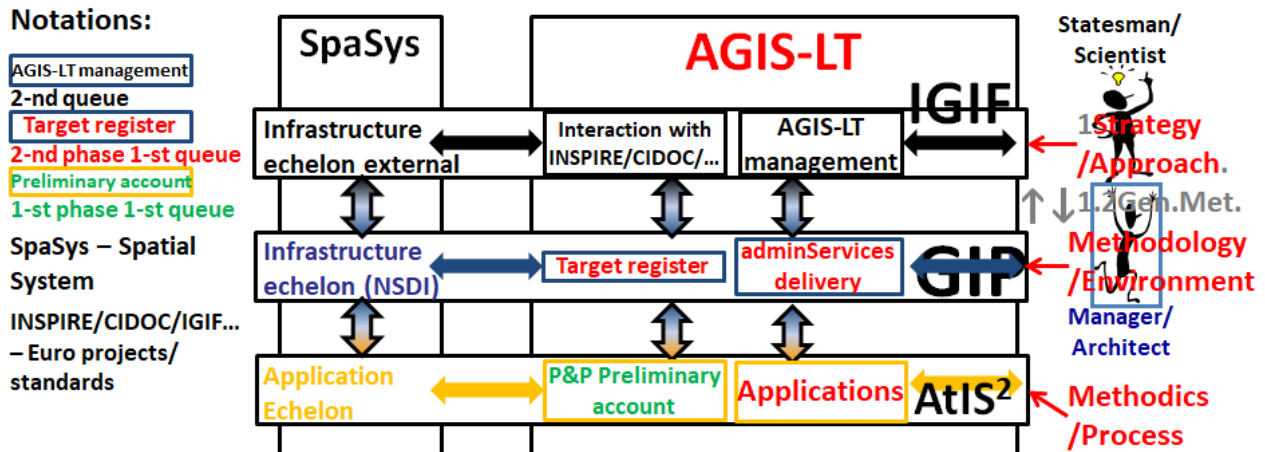 Notations:
AGIS-LT management
2-nd queue
Target register
2-nd phase 1-st queue
Preliminary account
1-st phase 1-st queue
SpaSys – Spatial
System
INSPIRE/CIDOC/IGIF...
– Euro projects/
standards
SpaSys
AGIS-LT
Infrastructure
echelon external
Interaction with
INSPIRE/CIDOC/...
AGIS-LT
management
IGIF
Infrastructure
echelon (NSDI)
Target register
adminServices
delivery
GIP
Application
Echelon
P&P Preliminary
account
Applications
AtIS²
Statesman/
Scientist
1Strategy
/Approach.
1.2Gen.Met.
Methodology
/Environment
Manager/
Architect
Methodics
/Process